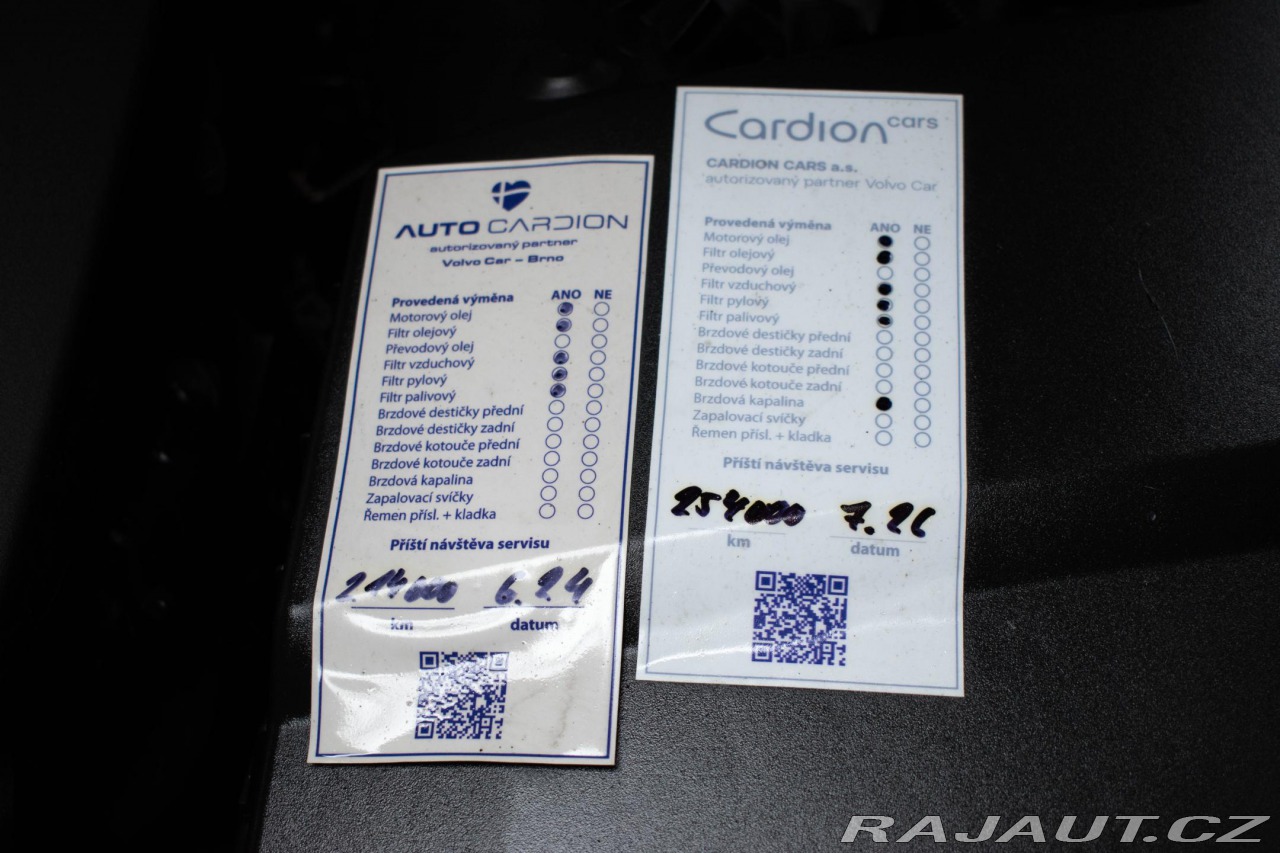 AUTO CARDION
autorizovaný partner
Volvo Car – Brno
Provedená výměna ANO NE
Motorový olej
Filtr olejový
Převodový olej
Filtr vzduchový
Filtr pylový
Filtr palivový
Brzdové destičky přední
Brzdové destičky zadní
Brzdové kotouče přední
Brzdové kotouče zadní
Brzdová kapalina
Zapalovací svíčky
Řemen přísl. + kladka
Příští návštěva servisu
214000 6.24
km datum
Cardion cars
CARDION CARS a.s.
autorizovaný partner Volvo Car
Provedená výměna ANO NE
Motorový olej
Filtr olejový
Převodový olej
Filtr vzduchový
Filtr pylový
Filtr palivový
Brzdové destičky přední
Brzdové destičky zadní
Brzdové kotouče přední
Brzdové kotouče zadní
Brzdová kapalina
Zapalovací svíčky
Řemen přísl. + kladka
Příští návštěva servisu
254000 7.26
km datum
RAJAUT.CZ